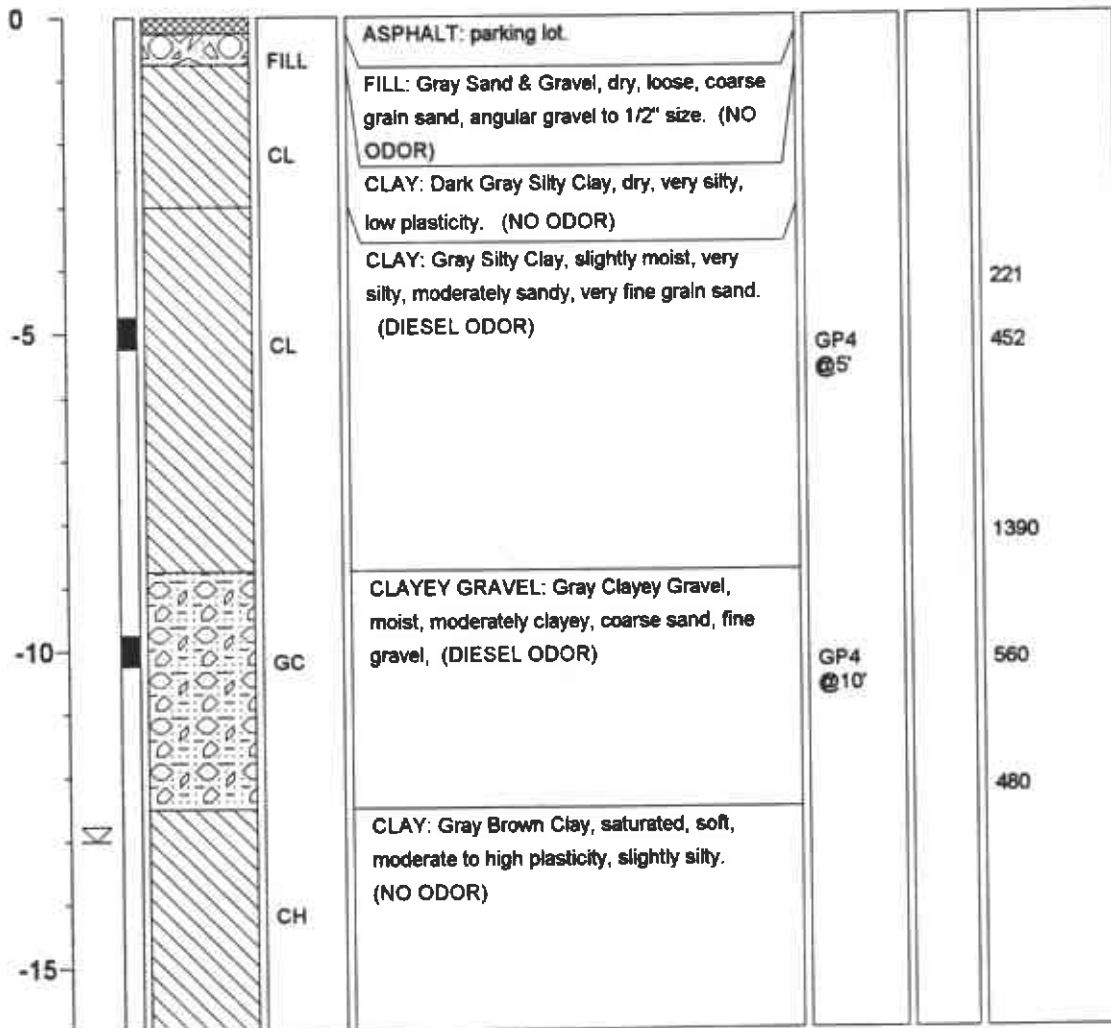 0
FILL
ASPHALT: parking lot.
FILL: Gray Sand & Gravel, dry, loose, coarse
grain sand, angular gravel to 1/2" size. (NO
ODOR)
CL
CLAY: Dark Gray Silty Clay, dry, very silty,
low plasticity. (NO ODOR)
CLAY: Gray Silty Clay, slightly moist, very
silty, moderately sandy, very fine grain sand.
(DIESEL ODOR)
221
-5
CL
GP4
@5'
452
1390
CLAYEY GRAVEL: Gray Clayey Gravel,
moist, moderately clayey, coarse sand, fine
gravel, (DIESEL ODOR)
-10
GC
GP4
@10'
560
480
CLAY: Gray Brown Clay, saturated, soft,
moderate to high plasticity, slightly silty.
(NO ODOR)
CH
-15